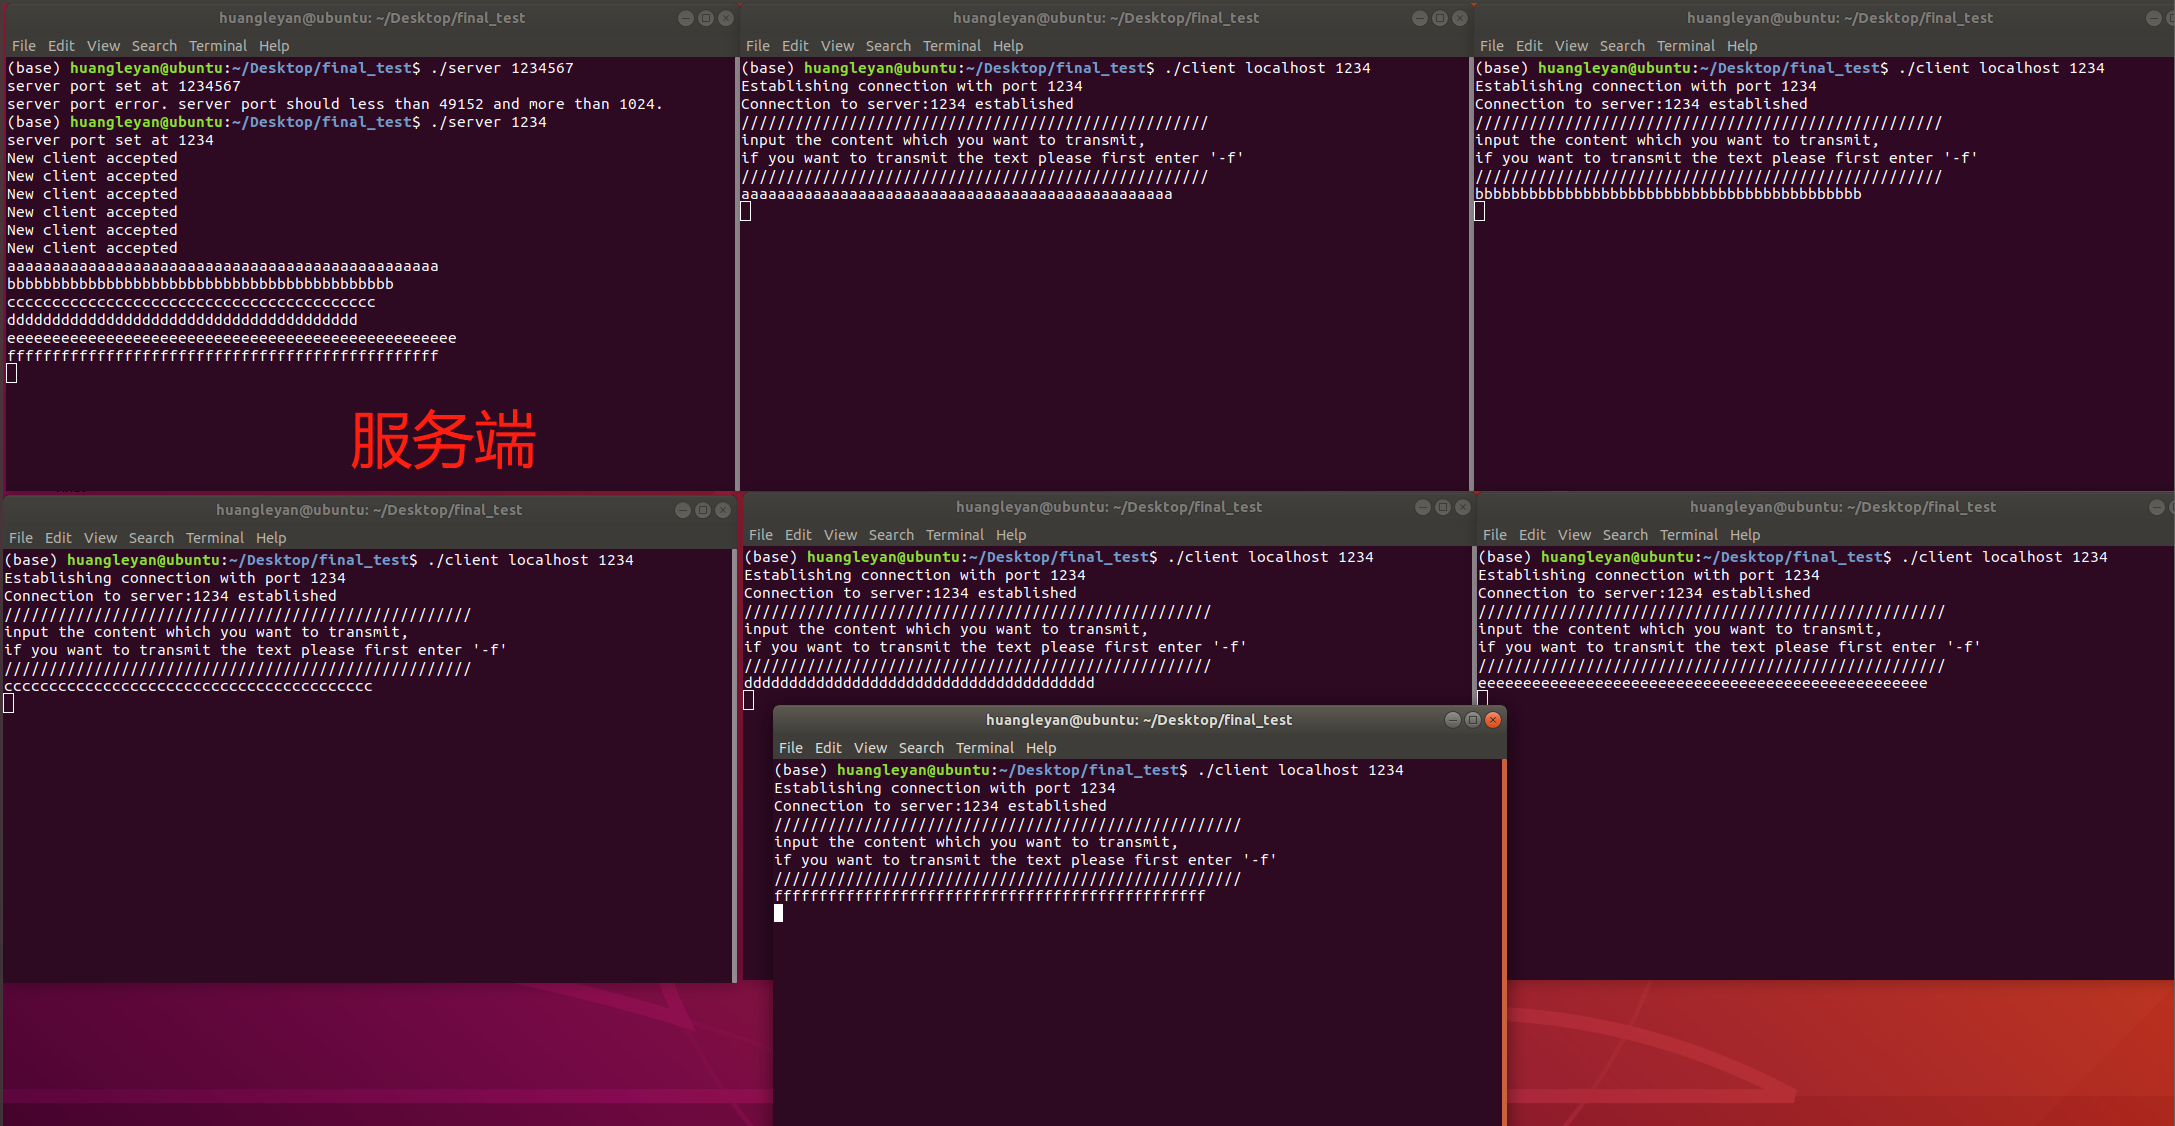 huangleyan@ubuntu: ~/Desktop/final_test
File Edit View Search Terminal Help
(base) huangleyan@ubuntu:~/Desktop/final_test$ ./server 1234567
server port set at 1234567
server port error. server port should less than 49152 and more than 1024.
(base) huangleyan@ubuntu:~/Desktop/final_test$ ./server 1234
server port set at 1234
New client accepted
New client accepted
New client accepted
New client accepted
New client accepted
New client accepted
aaaaaaaaaaaaaaaaaaaaaaaaaaaaaaaaaaaaaaaaaaaaaaaa
bbbbbbbbbbbbbbbbbbbbbbbbbbbbbbbbbbbbbbbbbbb
ccccccccccccccccccccccccccccccccccccccccc
ddddddddddddddddddddddddddddddddddddddd
eeeeeeeeeeeeeeeeeeeeeeeeeeeeeeeeeeeeeeeeeeeeeeeeee
ffffffffffffffffffffffffffffffffffffffffffffffff
服务端
huangleyan@ubuntu: ~/Desktop/final_test
File Edit View Search Terminal Help
(base) huangleyan@ubuntu:~/Desktop/final_test$ ./client localhost 1234
Establishing connection with port 1234
Connection to server:1234 established
////////////////////////////////////////////////////
input the content which you want to transmit,
if you want to transmit the text please first enter '-f'
////////////////////////////////////////////////////
aaaaaaaaaaaaaaaaaaaaaaaaaaaaaaaaaaaaaaaaaaaaaaaa
huangleyan@ubuntu: ~/Desktop/final_test
File Edit View Search Terminal Help
(base) huangleyan@ubuntu:~/Desktop/final_test$ ./client localhost 1234
Establishing connection with port 1234
Connection to server:1234 established
////////////////////////////////////////////////////
input the content which you want to transmit,
if you want to transmit the text please first enter '-f'
////////////////////////////////////////////////////
bbbbbbbbbbbbbbbbbbbbbbbbbbbbbbbbbbbbbbbbbbb
huangleyan@ubuntu: ~/Desktop/final_test
File Edit View Search Terminal Help
(base) huangleyan@ubuntu:~/Desktop/final_test$ ./client localhost 1234
Establishing connection with port 1234
Connection to server:1234 established
////////////////////////////////////////////////////
input the content which you want to transmit,
if you want to transmit the text please first enter '-f'
////////////////////////////////////////////////////
ccccccccccccccccccccccccccccccccccccccccc
huangleyan@ubuntu: ~/Desktop/final_test
File Edit View Search Terminal Help
(base) huangleyan@ubuntu:~/Desktop/final_test$ ./client localhost 1234
Establishing connection with port 1234
Connection to server:1234 established
////////////////////////////////////////////////////
input the content which you want to transmit,
if you want to transmit the text please first enter '-f'
////////////////////////////////////////////////////
ddddddddddddddddddddddddddddddddddddddd
huangleyan@ubuntu: ~/Desktop/final_test
File Edit View Search Terminal Help
(base) huangleyan@ubuntu:~/Desktop/final_test$ ./client localhost 1234
Establishing connection with port 1234
Connection to server:1234 established
////////////////////////////////////////////////////
input the content which you want to transmit,
if you want to transmit the text please first enter '-f'
////////////////////////////////////////////////////
eeeeeeeeeeeeeeeeeeeeeeeeeeeeeeeeeeeeeeeeeeeeeeeeee
huangleyan@ubuntu: ~/Desktop/final_test
File Edit View Search Terminal Help
(base) huangleyan@ubuntu:~/Desktop/final_test$ ./client localhost 1234
Establishing connection with port 1234
Connection to server:1234 established
////////////////////////////////////////////////////
input the content which you want to transmit,
if you want to transmit the text please first enter '-f'
////////////////////////////////////////////////////
ffffffffffffffffffffffffffffffffffffffffffffffff